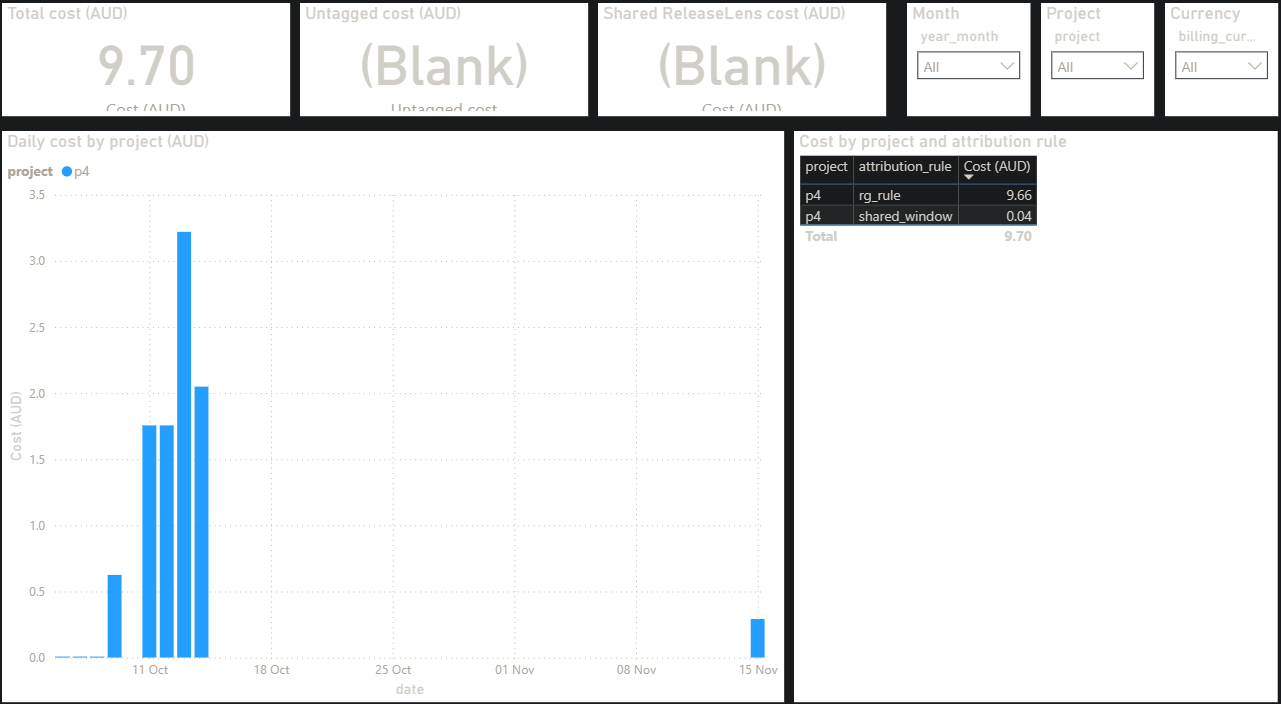 Total cost (AUD)
9.70
Cost (AUD)
Untagged cost (AUD)
(Blank)
Untagged cost
Shared ReleaseLens cost (AUD)
(Blank)
Cost (AUD)
Month
year_month
All
Project
project
All
Currency
billing_cur...
All
Daily cost by project (AUD)
project p4
3.5
3.0
2.5
2.0
1.5
1.0
0.5
0.0
Cost (AUD)
11 Oct 18 Oct 25 Oct 01 Nov 08 Nov 15 Nov
date
Cost by project and attribution rule
project attribution_rule Cost (AUD)
p4 rg_rule 9.66
p4 shared_window 0.04
Total 9.70